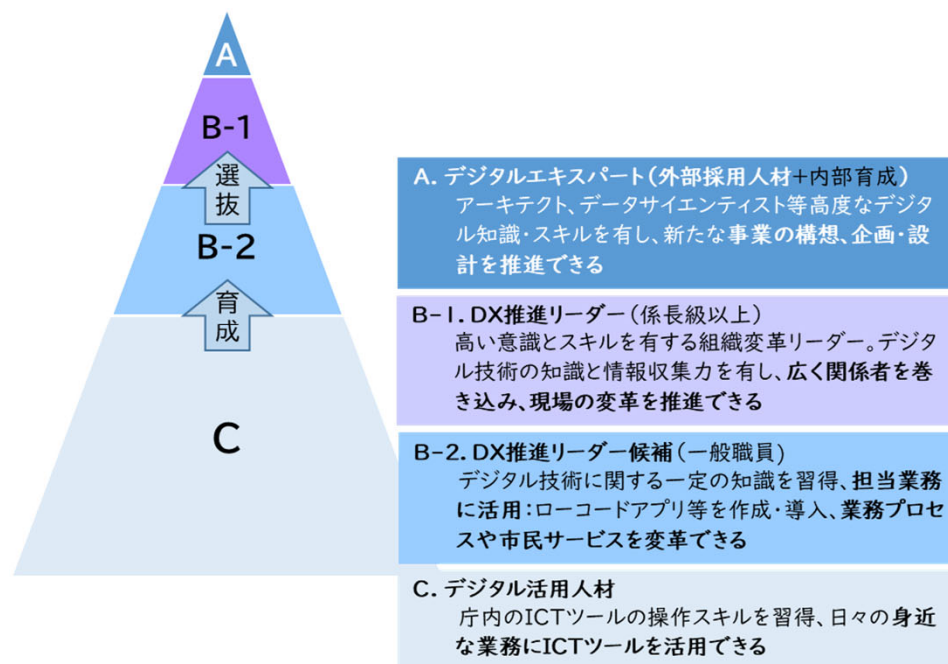 A
B-1
選抜
B-2
育成
C
A. デジタルエキスパート(外部採用人材+内部育成)
アーキテクト、データサイエンティスト等高度なデジ
タル知識・スキルを有し、新たな事業の構想、企画・設
計を推進できる
B-1. DX推進リーダー(係長級以上)
高い意識とスキルを有する組織変革リーダー。デジタ
ル技術の知識と情報収集力を有し、広く関係者を巻
き込み、現場の変革を推進できる
B-2. DX推進リーダー候補(一般職員)
デジタル技術に関する一定の知識を習得、担当業務
に活用:ローコードアプリ等を作成・導入、業務プロセ
スや市民サービスを変革できる
C. デジタル活用人材
庁内のICTツールの操作スキルを習得、日々の身近
な業務にICTツールを活用できる